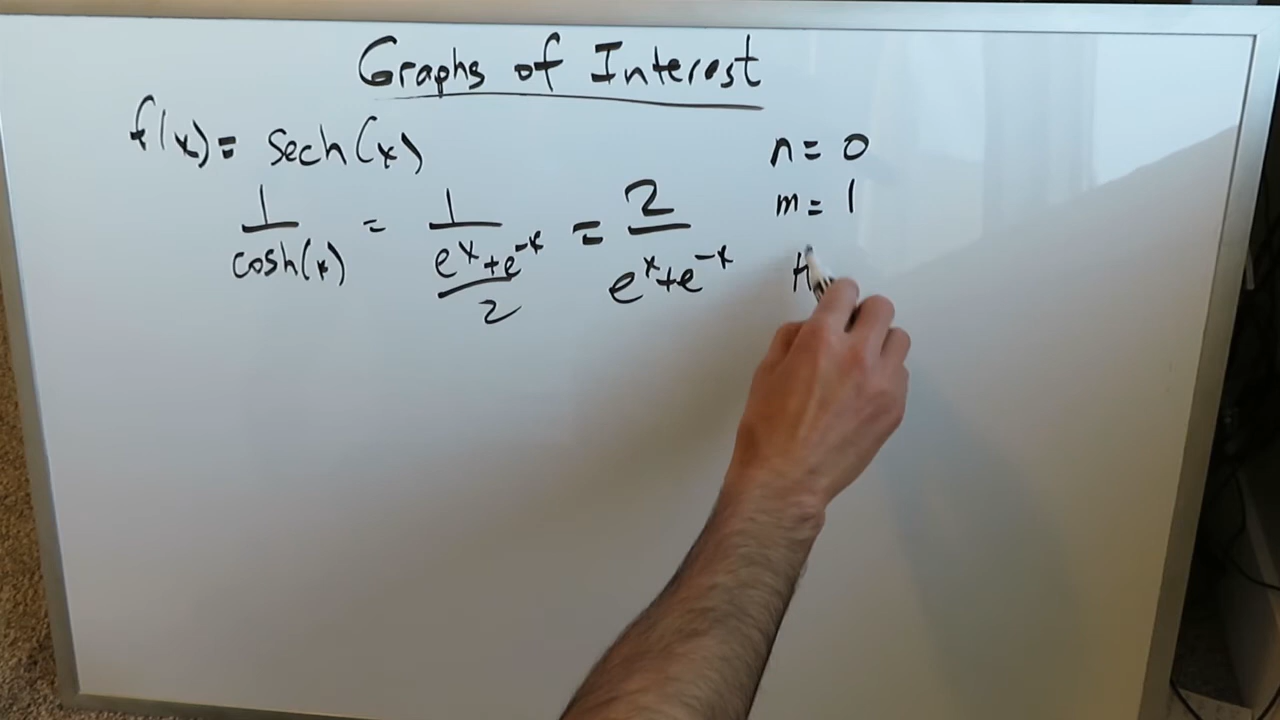 Graphs of Interest
f(x) = sech(x)
1/cosh(x) = 1/((e^x+e^-x)/2) = 2/(e^x+e^-x)
n = 0
m = 1
H